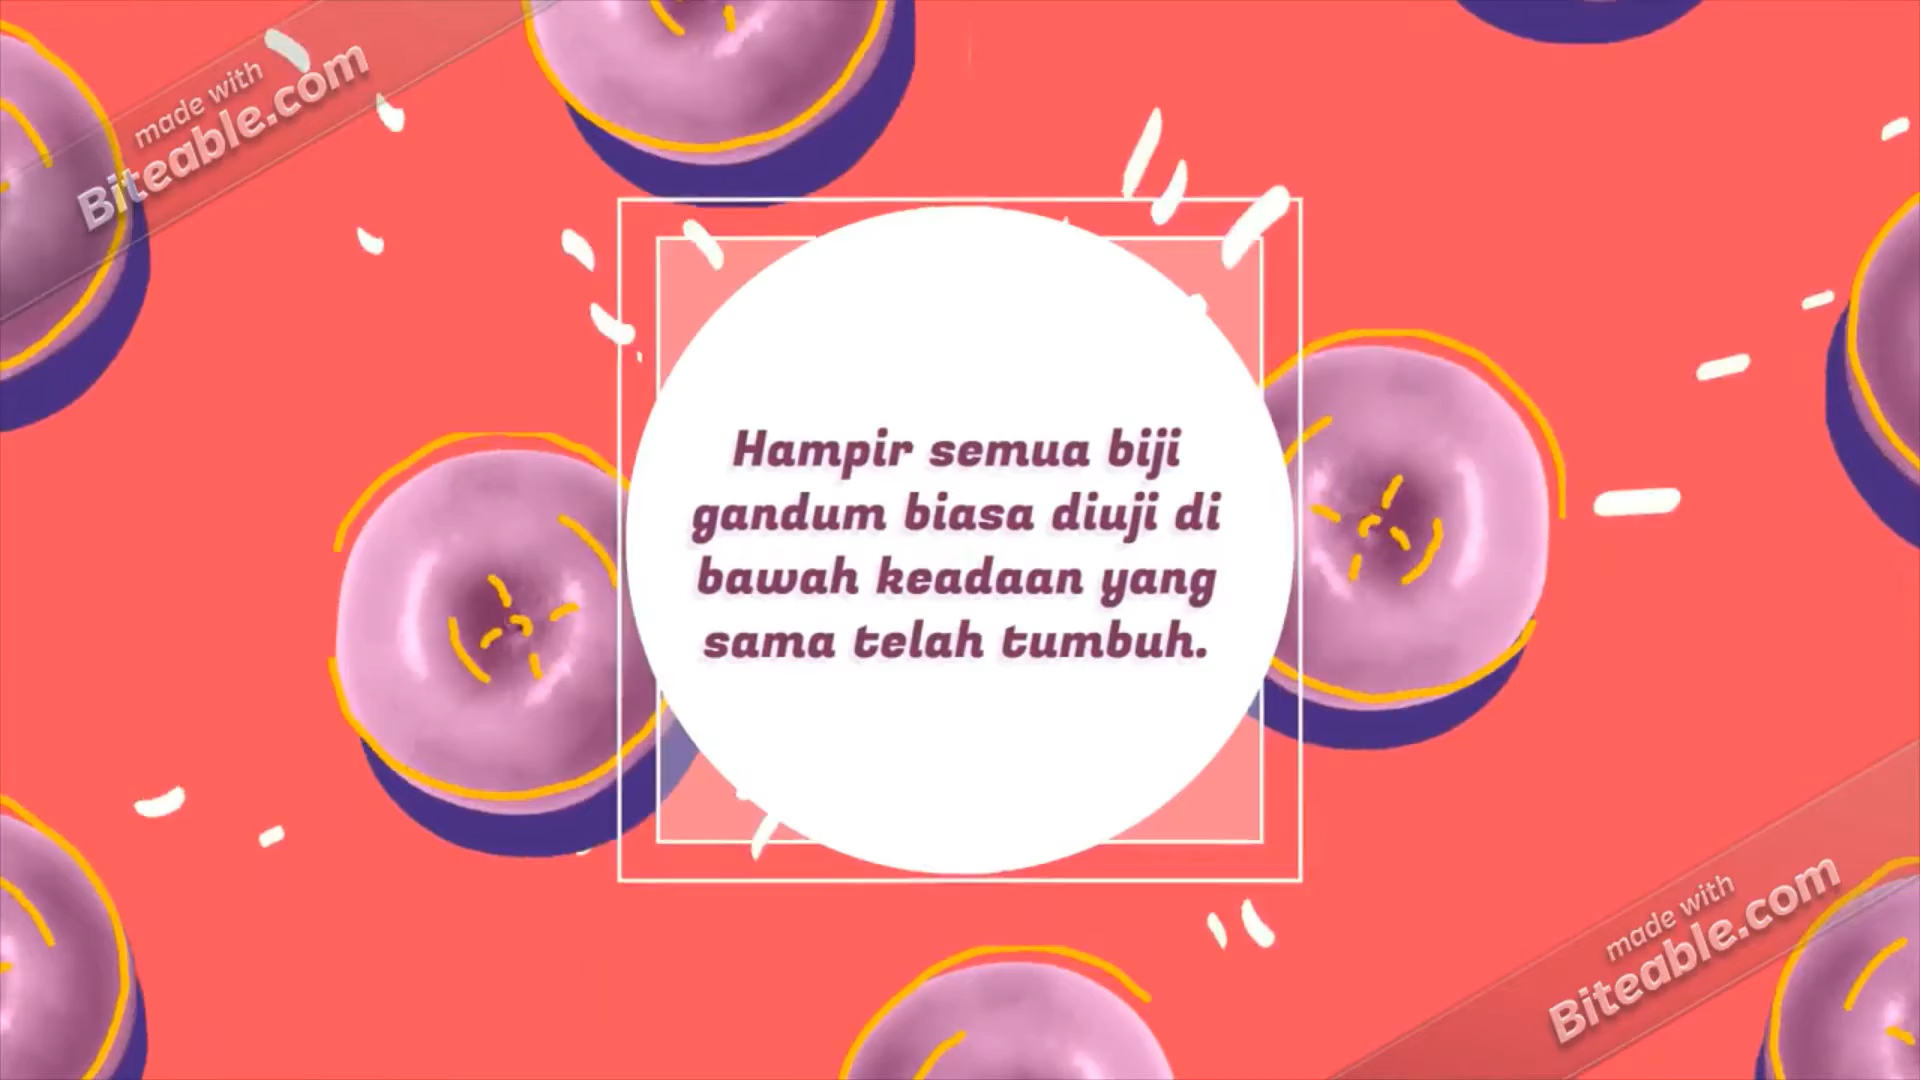 made with
Biteable.com
Hampir semua biji
gandum biasa diuji di
bawah keadaan yang
sama telah tumbuh.
made with
Biteable.com